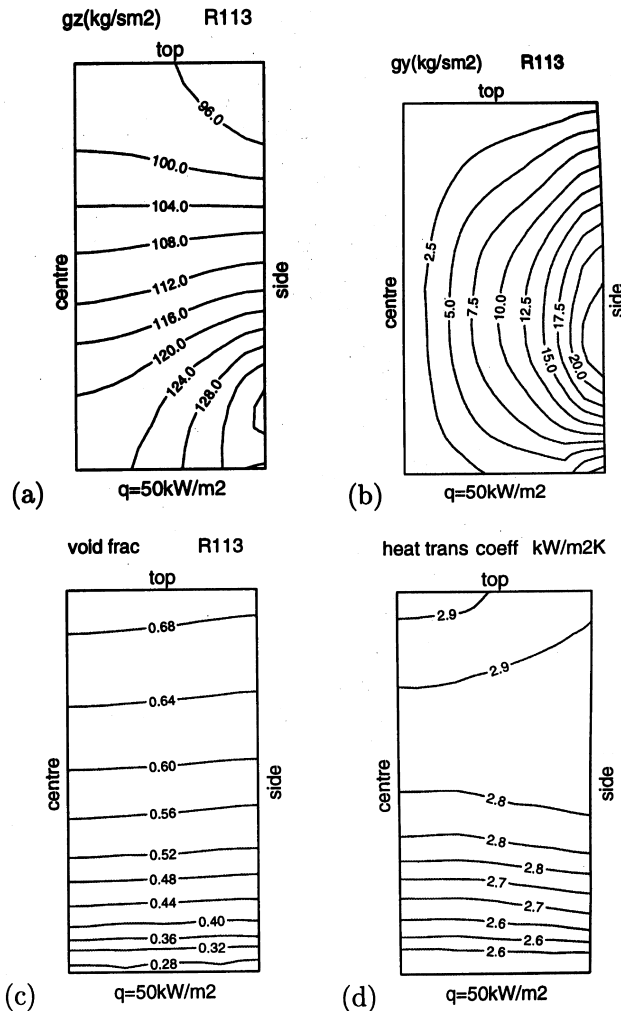 gz(kg/sm2) R113
top
96.0
100.0
104.0
108.0
112.0
116.0
120.0
124.0
128.0
centre
side
(a) q=50kW/m2
gy(kg/sm2) R113
top
2.5
5.0
7.5
10.0
12.5
15.0
17.5
20.0
centre
side
(b) q=50kW/m2
void frac R113
top
0.68
0.64
0.60
0.56
0.52
0.48
0.44
0.40
0.36
0.32
0.28
centre
side
(c) q=50kW/m2
heat trans coeff kW/m2K
top
2.9
2.9
2.8
2.8
2.8
2.7
2.7
2.6
2.6
2.6
centre
side
(d) q=50kW/m2